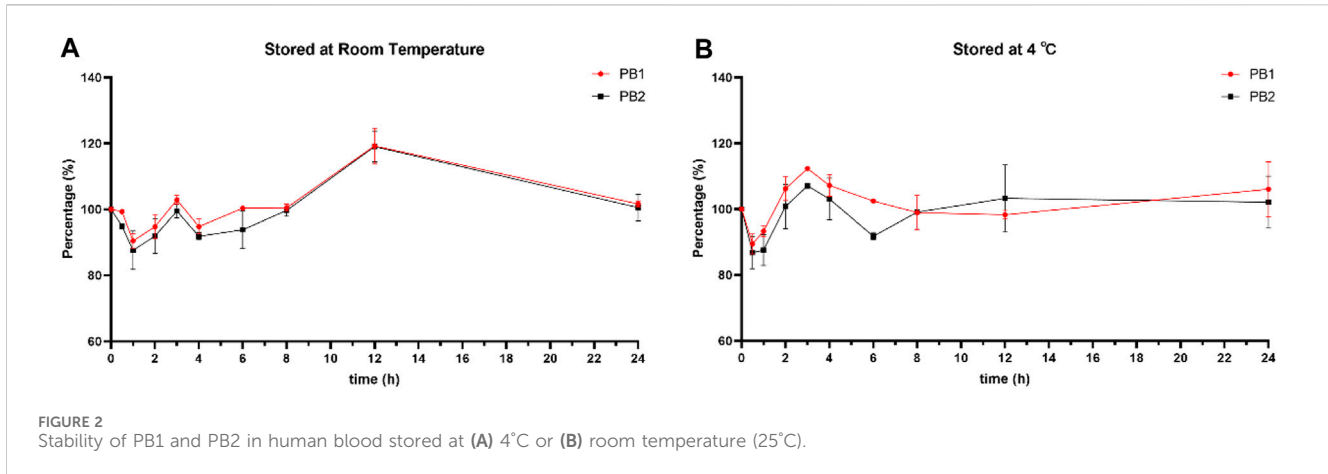 A
Stored at Room Temperature
PB1
PB2
140
120
100
80
60
Percentage (%)
0 2 4 6 8 10 12 14 16 18 20 22 24
time (h)
B
Stored at 4 °C
PB1
PB2
140
120
100
80
60
Percentage (%)
0 2 4 6 8 10 12 14 16 18 20 22 24
time (h)
FIGURE 2
Stability of PB1 and PB2 in human blood stored at (A) 4°C or (B) room temperature (25°C).